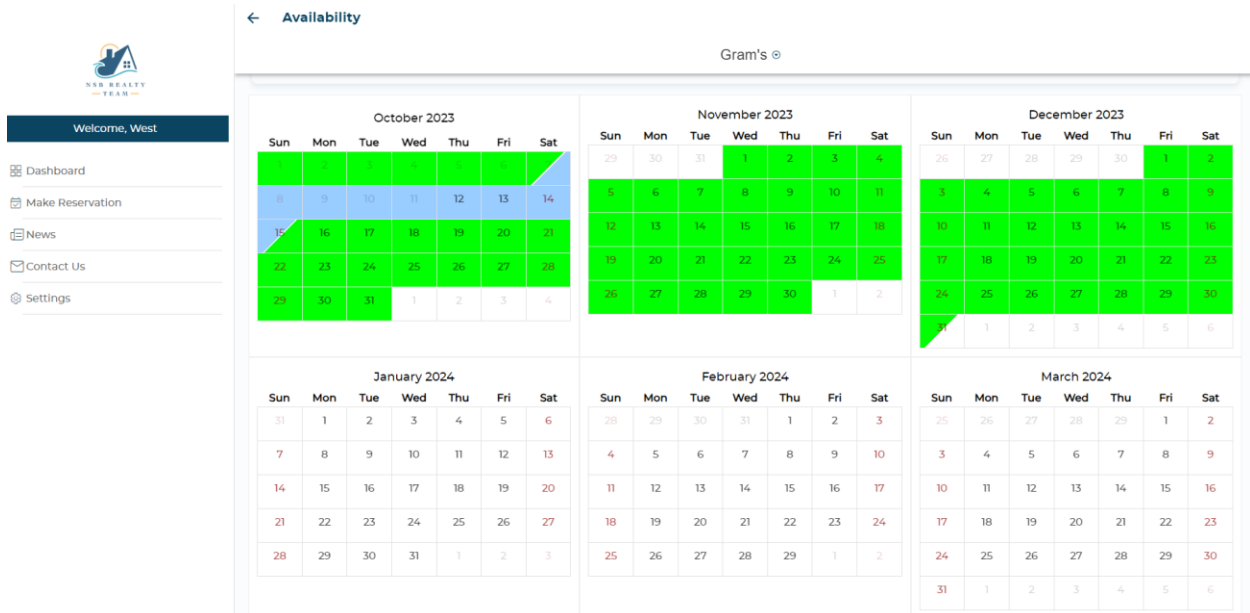 Availability
Gram's
NSB REALTY
TEAM
Welcome, West
Dashboard
Make Reservation
News
Contact Us
Settings
October 2023
Sun Mon Tue Wed Thu Fri Sat
1 2 3 4 5 6
8 9 10 11 12 13 14
15 16 17 18 19 20 21
22 23 24 25 26 27 28
29 30 31 1 2 3 4
November 2023
Sun Mon Tue Wed Thu Fri Sat
29 30 31 1 2 3 4
5 6 7 8 9 10 11
12 13 14 15 16 17 18
19 20 21 22 23 24 25
26 27 28 29 30 1 2
December 2023
Sun Mon Tue Wed Thu Fri Sat
26 27 28 29 30 1 2
3 4 5 6 7 8 9
10 11 12 13 14 15 16
17 18 19 20 21 22 23
24 25 26 27 28 29 30
31 1 2 3 4 5 6
January 2024
Sun Mon Tue Wed Thu Fri Sat
31 1 2 3 4 5 6
7 8 9 10 11 12 13
14 15 16 17 18 19 20
21 22 23 24 25 26 27
28 29 30 31 1 2 3
February 2024
Sun Mon Tue Wed Thu Fri Sat
28 29 30 31 1 2 3
4 5 6 7 8 9 10
11 12 13 14 15 16 17
18 19 20 21 22 23 24
25 26 27 28 29 1 2
March 2024
Sun Mon Tue Wed Thu Fri Sat
25 26 27 28 29 1 2
3 4 5 6 7 8 9
10 11 12 13 14 15 16
17 18 19 20 21 22 23
24 25 26 27 28 29 30
31 1 2 3 4 5 6